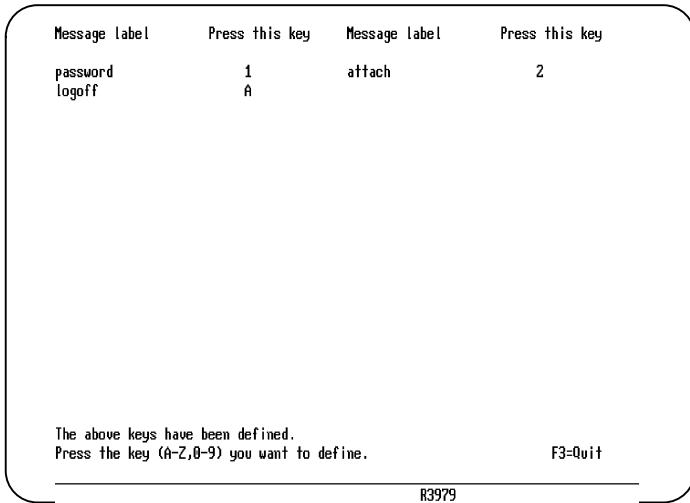 Message label Press this key Message label Press this key
password 1 attach 2
logoff A
The above keys have been defined.
Press the key (A-Z,0-9) you want to define. F3=Quit
R3979